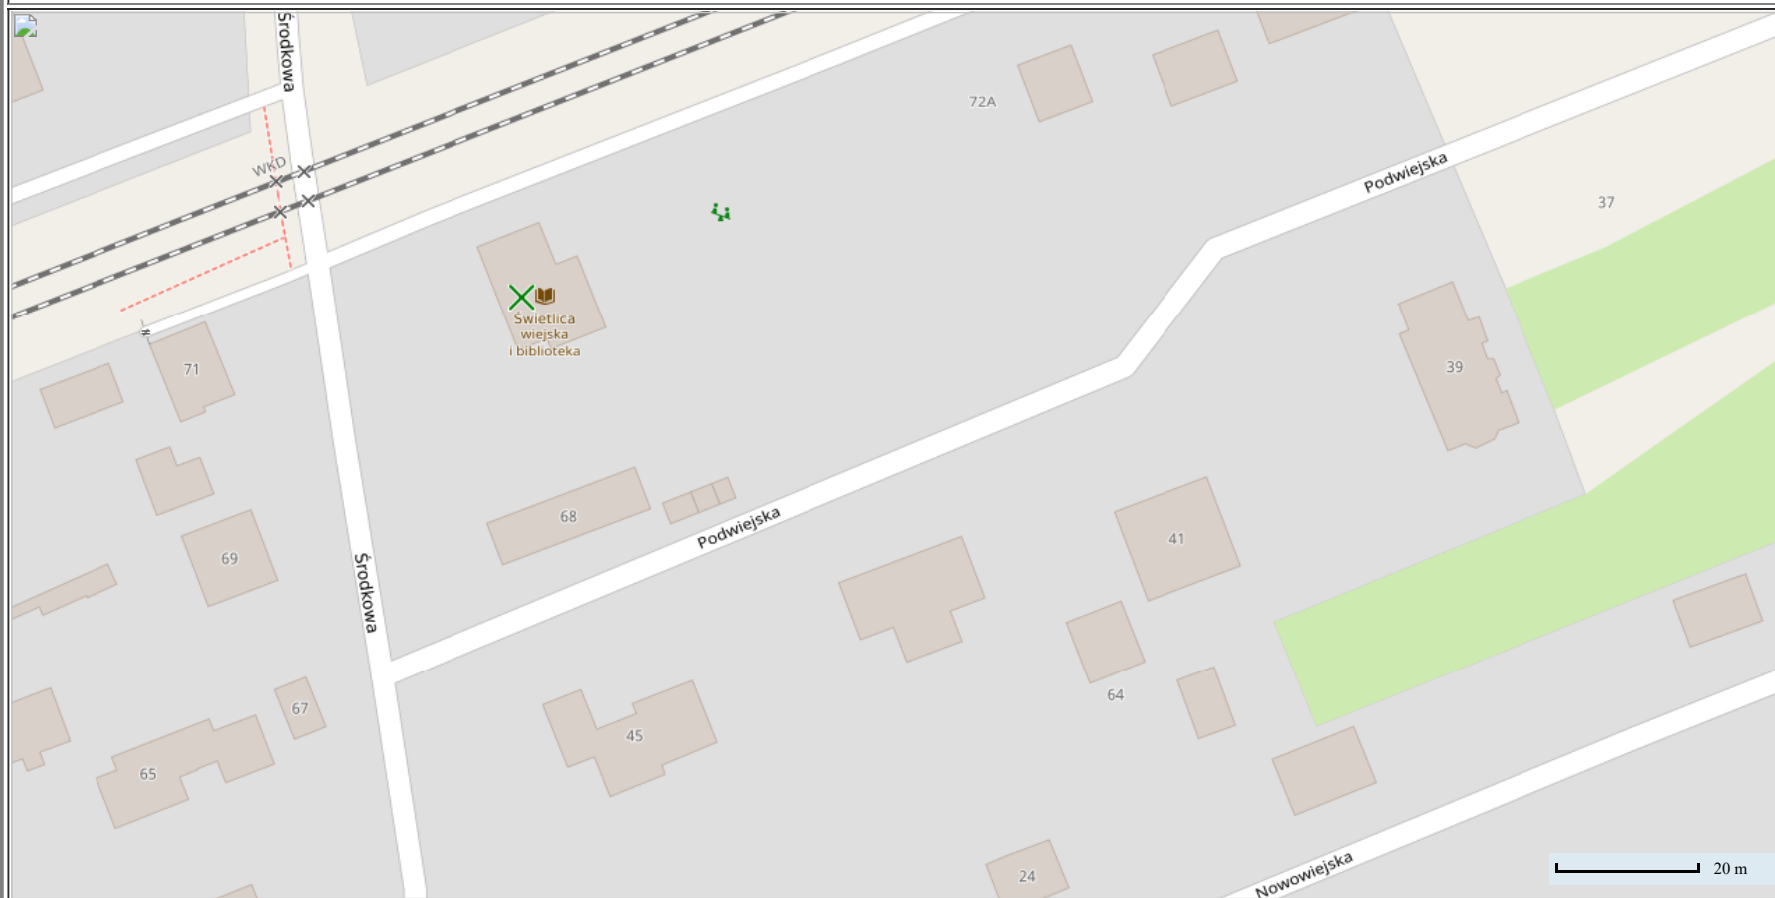 Środkowa
72A
WKD
Podwiejska
37
Świetlica
wiejska
i biblioteka
71
39
68
Podwiejska
41
69
Środkowa
64
67
45
65
24
Nowowiejska
20 m